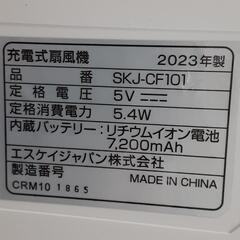 充電式扇風機 2023年製
品 番 SKJ-CF101
定格電圧 5V⎓
定格消費電力 5.4W
内蔵バッテリー:リチウムイオン電池
7,200mAh
エスケイジャパン株式会社
製造番号 MADE IN CHINA
CRM10 1865